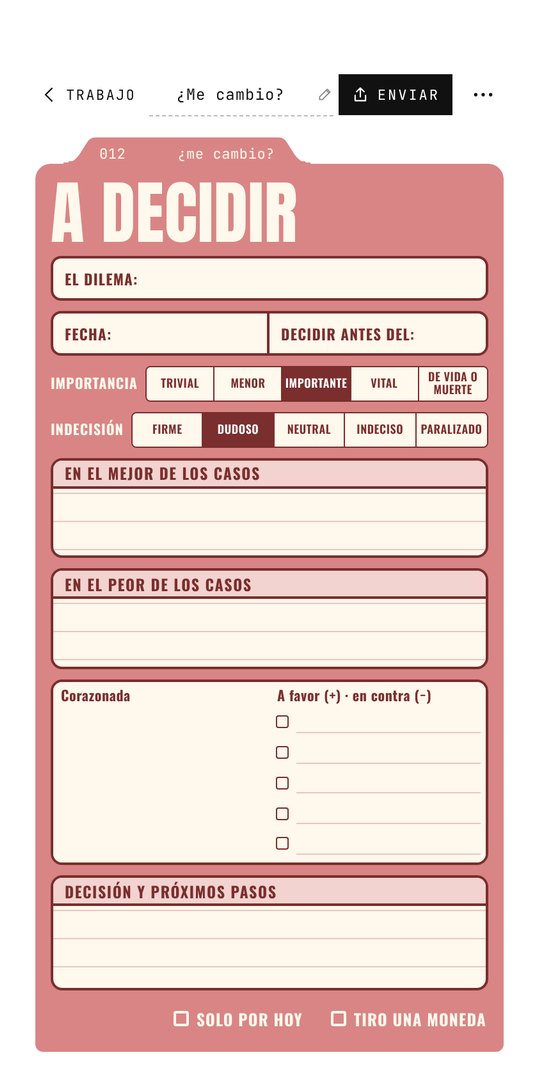 TRABAJO ¿Me cambio? ENVIAR
012 ¿me cambio?
A DECIDIR
EL DILEMA:
FECHA: DECIDIR ANTES DEL:
IMPORTANCIA TRIVIAL MENOR IMPORTANTE VITAL DE VIDA O MUERTE
INDECISIÓN FIRME DUDOSO NEUTRAL INDECISO PARALIZADO
EN EL MEJOR DE LOS CASOS
EN EL PEOR DE LOS CASOS
Corazonada A favor (+) · en contra (−)
DECISIÓN Y PRÓXIMOS PASOS
SOLO POR HOY TIRO UNA MONEDA